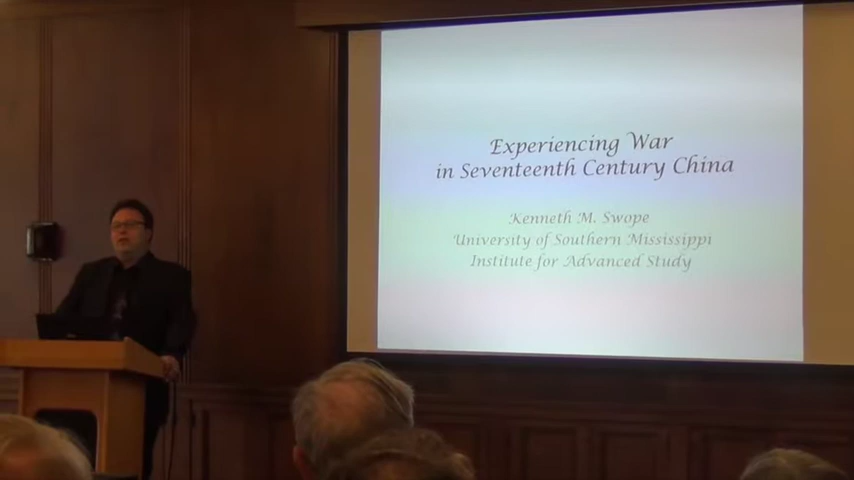 Experiencing War
in Seventeenth Century China
Kenneth M. Swope
University of Southern Mississippi
Institute for Advanced Study